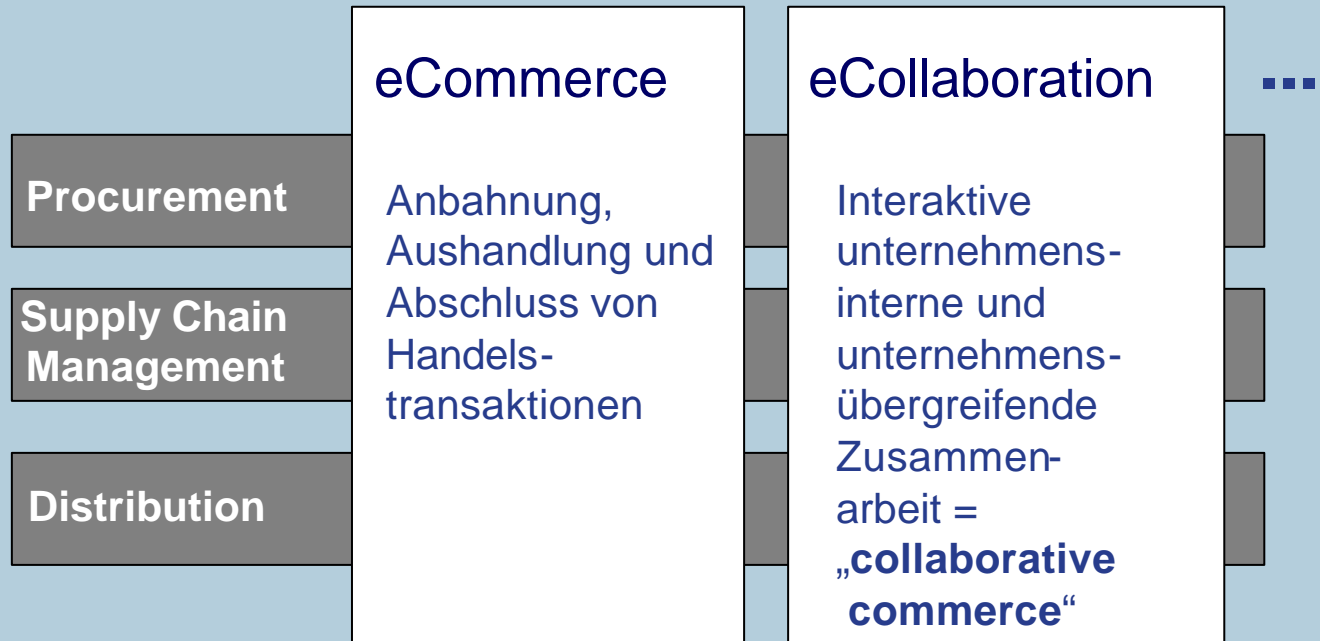 eCommerce
eCollaboration
...
Procurement
Supply Chain
Management
Distribution
Anbahnung,
Aushandlung und
Abschluss von
Handels-
transaktionen
Interaktive
unternehmens-
interne und
unternehmens-
übergreifende
Zusammen-
arbeit =
„collaborative
commerce“